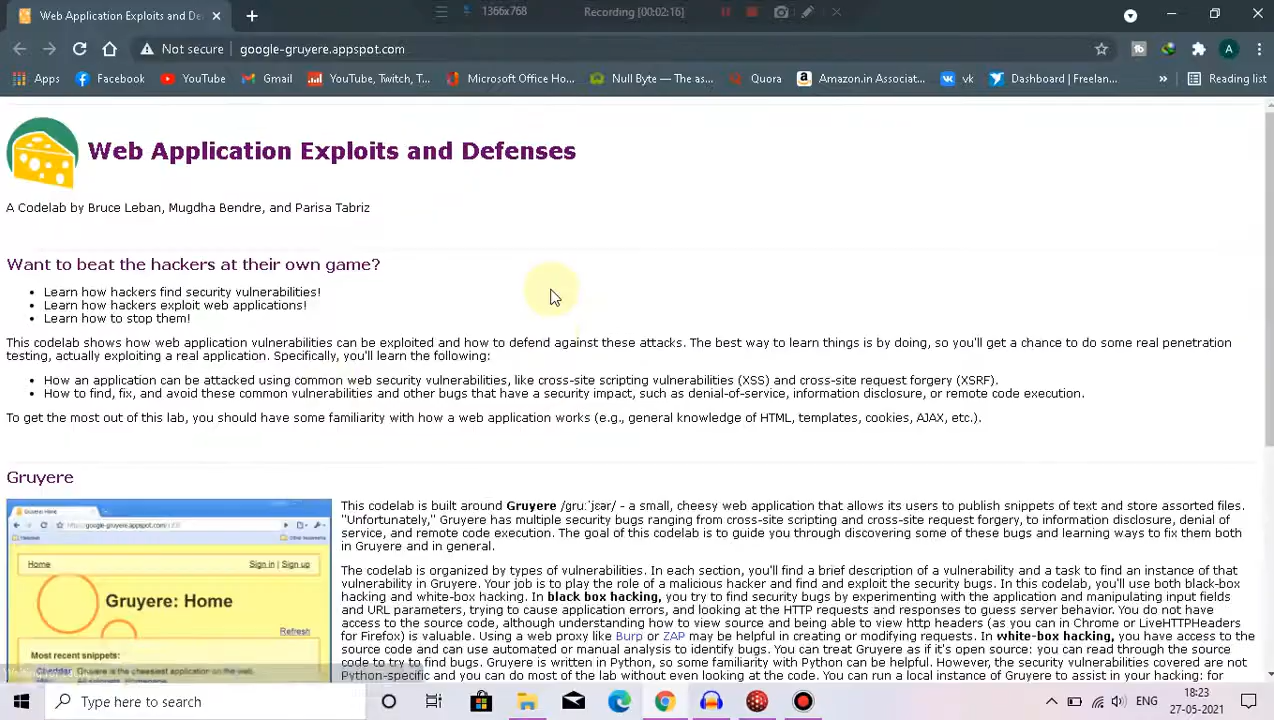 Web Application Exploits and De
1366x768
Recording [00:02:16]
Not secure
google-gruyere.appspot.com
A
Apps
Facebook
YouTube
Gmail
YouTube, Twitch, T...
Microsoft Office Ho...
Null Byte — The as...
Quora
Amazon.in Associat...
vk
Dashboard | Freelan...
»
Reading list
Web Application Exploits and Defenses
A Codelab by Bruce Leban, Mugdha Bendre, and Parisa Tabriz
Want to beat the hackers at their own game?
• Learn how hackers find security vulnerabilities!
• Learn how hackers exploit web applications!
• Learn how to stop them!
This codelab shows how web application vulnerabilities can be exploited and how to defend against these attacks. The best way to learn things is by doing, so you'll get a chance to do some real penetration
testing, actually exploiting a real application. Specifically, you'll learn the following:
• How an application can be attacked using common web security vulnerabilities, like cross-site scripting vulnerabilities (XSS) and cross-site request forgery (XSRF).
• How to find, fix, and avoid these common vulnerabilities and other bugs that have a security impact, such as denial-of-service, information disclosure, or remote code execution.
To get the most out of this lab, you should have some familiarity with how a web application works (e.g., general knowledge of HTML, templates, cookies, AJAX, etc.).
Gruyere
Gruyere: Home
Home
Sign in | Sign up
Gruyere: Home
Refresh
Most recent snippets:
Cheddar
Gruyere is the cheesiest application on the web.
This codelab is built around Gruyere /ɡruːˈjɛər/ - a small, cheesy web application that allows its users to publish snippets of text and store assorted files.
"Unfortunately," Gruyere has multiple security bugs ranging from cross-site scripting and cross-site request forgery, to information disclosure, denial of
service, and remote code execution. The goal of this codelab is to guide you through discovering some of these bugs and learning ways to fix them both
in Gruyere and in general.
The codelab is organized by types of vulnerabilities. In each section, you'll find a brief description of a vulnerability and a task to find an instance of that
vulnerability in Gruyere. Your job is to play the role of a malicious hacker and find and exploit the security bugs. In this codelab, you'll use both black-box
hacking and white-box hacking. In black box hacking, you try to find security bugs by experimenting with the application and manipulating input fields
and URL parameters, trying to cause application errors, and looking at the HTTP requests and responses to guess server behavior. You do not have
access to the source code, although understanding how to view source and being able to view http headers (as you can in Chrome or LiveHTTPHeaders
for Firefox) is valuable. Using a web proxy like Burp or ZAP may be helpful in creating or modifying requests. In white-box hacking, you have access to the
source code and can use automated or manual analysis to identify bugs. You can treat Gruyere as if it's open source: you can read through the source
code to try to find bugs. Gruyere is written in Python, so some familiarity with Python can be helpful. However, the security vulnerabilities covered are not
Python-specific and you can do most of the lab without even looking at the code. You can run a local instance of Gruyere to assist in your hacking: for
Type here to search
ENG
18:23
27-05-2021